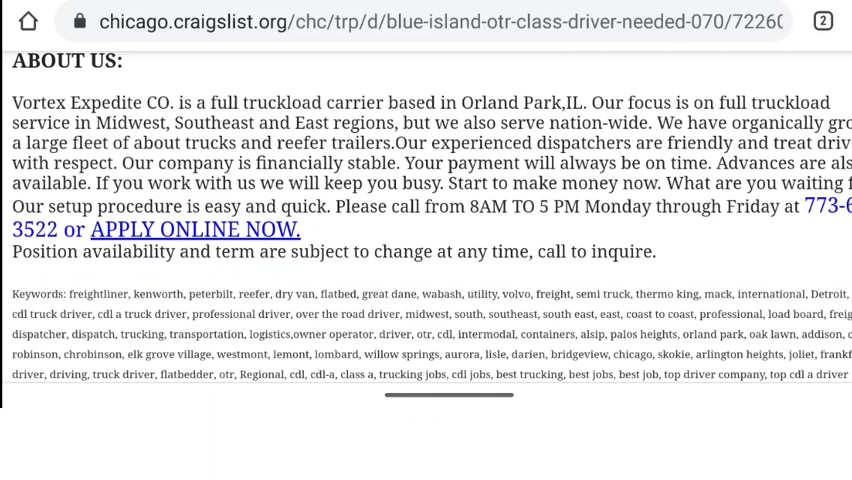 chicago.craigslist.org/chc/trp/d/blue-island-otr-class-driver-needed-070/72260
2
ABOUT US:
Vortex Expedite CO. is a full truckload carrier based in Orland Park,IL. Our focus is on full truckload
service in Midwest, Southeast and East regions, but we also serve nation-wide. We have organically gro
a large fleet of about trucks and reefer trailers.Our experienced dispatchers are friendly and treat driv
with respect. Our company is financially stable. Your payment will always be on time. Advances are als
available. If you work with us we will keep you busy. Start to make money now. What are you waiting f
Our setup procedure is easy and quick. Please call from 8AM TO 5 PM Monday through Friday at 773-6
3522 or APPLY ONLINE NOW.
Position availability and term are subject to change at any time, call to inquire.
Keywords: freightliner, kenworth, peterbilt, reefer, dry van, flatbed, great dane, wabash, utility, volvo, freight, semi truck, thermo king, mack, international, Detroit,
cdl truck driver, cdl a truck driver, professional driver, over the road driver, midwest, south, southeast, south east, east, coast to coast, professional, load board, freig
dispatcher, dispatch, trucking, transportation, logistics,owner operator, driver, otr, cdl, intermodal, containers, alsip, palos heights, orland park, oak lawn, addison, c
robinson, chrobinson, elk grove village, westmont, lemont, lombard, willow springs, aurora, lisle, darien, bridgeview, chicago, skokie, arlington heights, joliet, frankf
driver, driving, truck driver, flatbedder, otr, Regional, cdl, cdl-a, class a, trucking jobs, cdl jobs, best trucking, best jobs, best job, top driver company, top cdl a driver